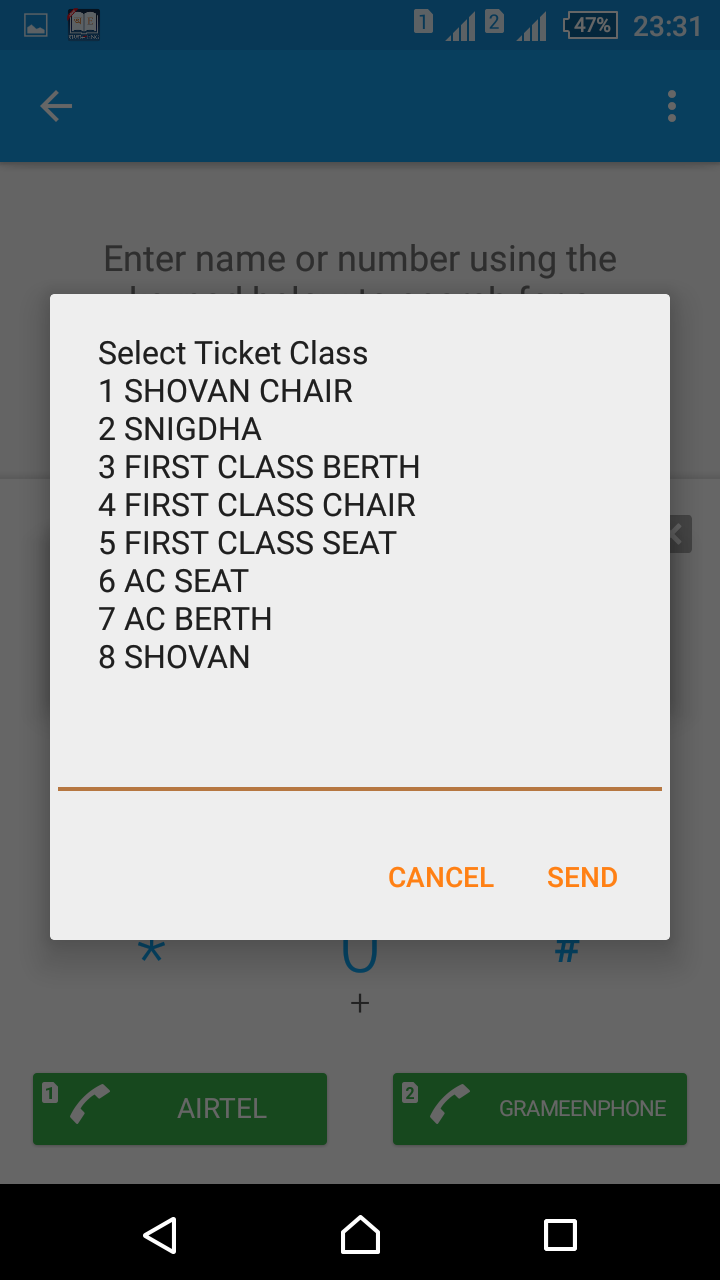 1 2 47% 23:31
Enter name or number using the
Select Ticket Class
1 SHOVAN CHAIR
2 SNIGDHA
3 FIRST CLASS BERTH
4 FIRST CLASS CHAIR
5 FIRST CLASS SEAT
6 AC SEAT
7 AC BERTH
8 SHOVAN
CANCEL SEND
* 0 #
+
1 AIRTEL 2 GRAMEENPHONE